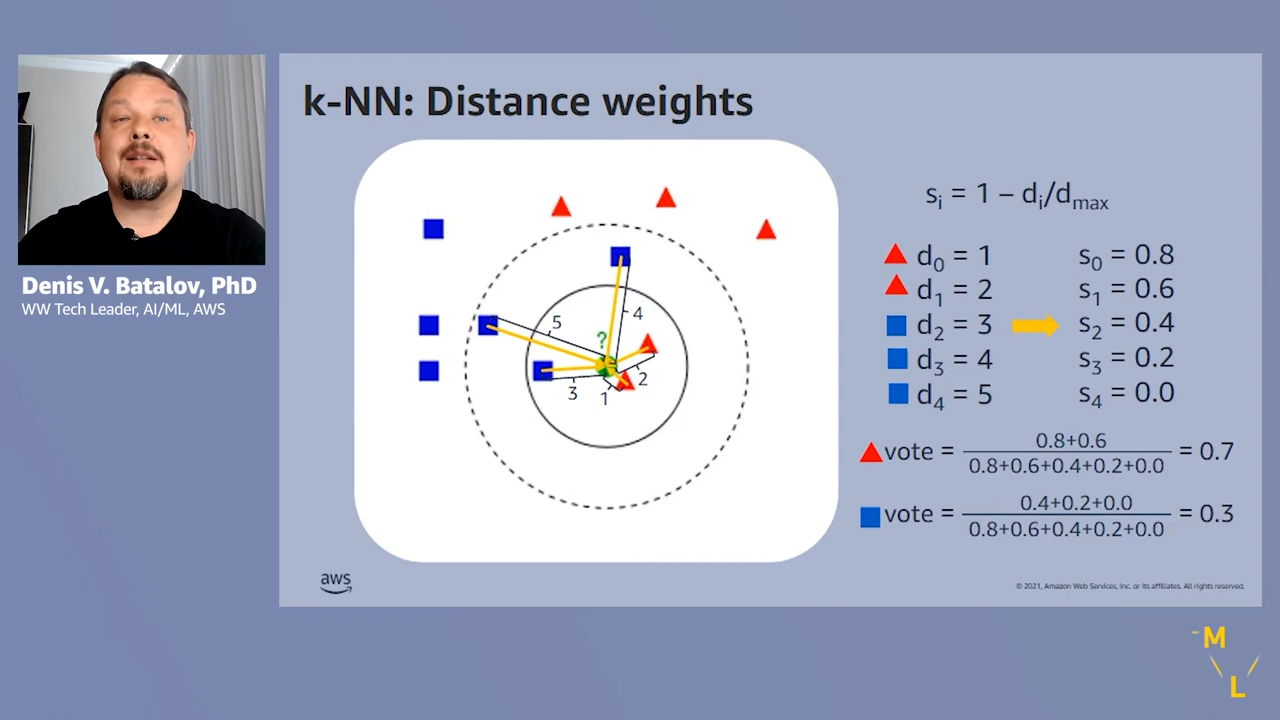 k-NN: Distance weights
Denis V. Batalov, PhD
WW Tech Leader, AI/ML, AWS
5
4
?
3
1
2
sᵢ = 1 – dᵢ/dₘₐₓ
d₀ = 1 s₀ = 0.8
d₁ = 2 s₁ = 0.6
d₂ = 3 s₂ = 0.4
d₃ = 4 s₃ = 0.2
d₄ = 5 s₄ = 0.0
0.8+0.6
vote = = 0.7
0.8+0.6+0.4+0.2+0.0
0.4+0.2+0.0
vote = = 0.3
0.8+0.6+0.4+0.2+0.0
aws
© 2021, Amazon Web Services, Inc. or its affiliates. All rights reserved.
M
L